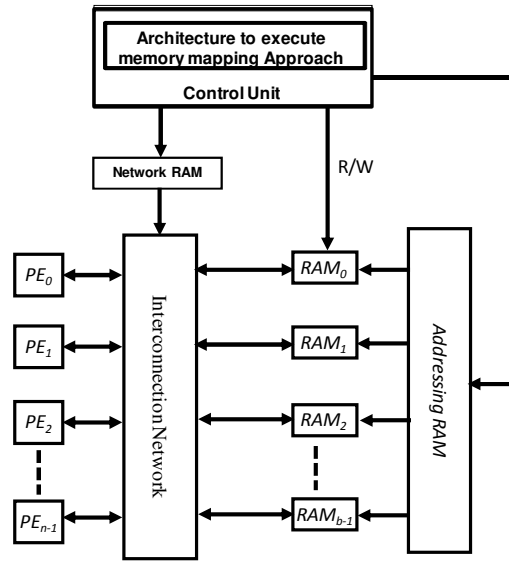 Architecture to execute
memory mapping Approach
Control Unit
Network RAM
R/W
PE0
PE1
PE2
PEn-1
Interconnection Network
RAM0
RAM1
RAM2
RAMb-1
Addressing RAM